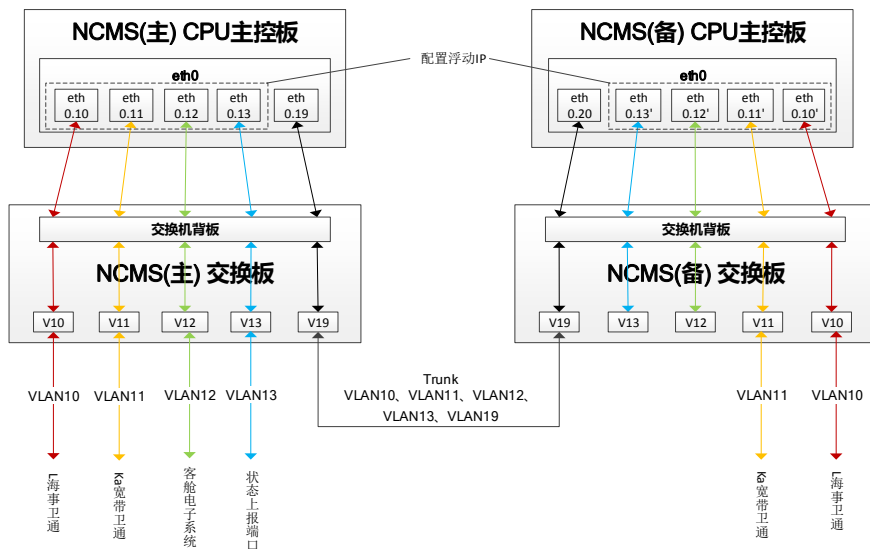 NCMS(主) CPU主控板
eth0
eth
0.10
eth
0.11
eth
0.12
eth
0.13
eth
0.19
配置浮动IP
NCMS(备) CPU主控板
eth0
eth
0.20
eth
0.13'
eth
0.12'
eth
0.11'
eth
0.10'
交换机背板
NCMS(主) 交换板
V10
V11
V12
V13
V19
交换机背板
NCMS(备) 交换板
V19
V13
V12
V11
V10
VLAN10
VLAN11
VLAN12
VLAN13
Trunk
VLAN10、VLAN11、VLAN12、
VLAN13、VLAN19
VLAN11
VLAN10
L海事卫通
Ka宽带卫通
客舱电子系统
状态上报端口
Ka宽带卫通
L海事卫通